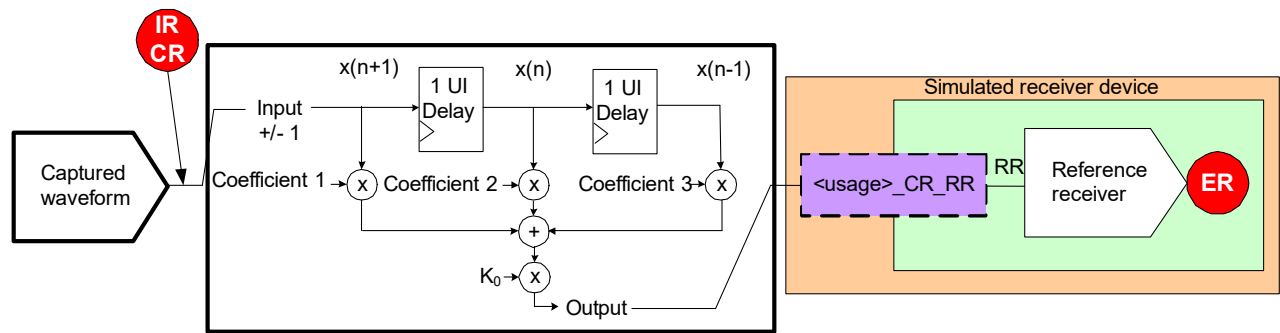 IR
CR
x(n+1)
x(n)
x(n-1)
1 UI
Delay
1 UI
Delay
Input
+/- 1
Captured
waveform
Coefficient 1
x
Coefficient 2
x
Coefficient 3
x
+
K₀
x
Output
Simulated receiver device
<usage>_CR_RR
RR
Reference
receiver
ER